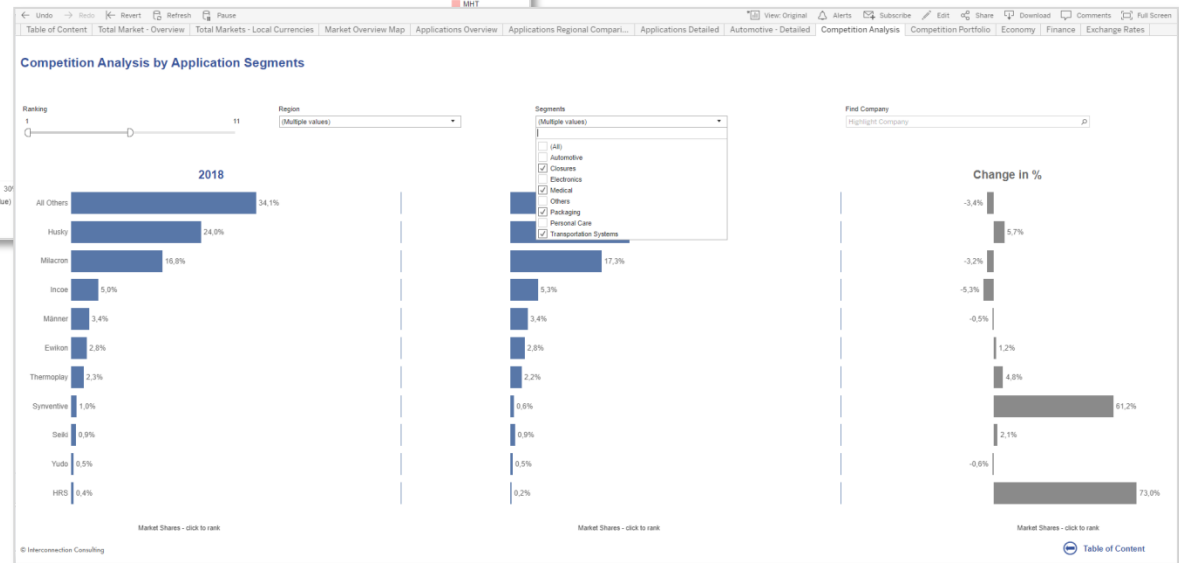 MHT
Undo Redo Revert Refresh Pause View: Original Alerts Subscribe Edit Share Download Comments Full Screen
Table of Content Total Market - Overview Total Markets - Local Currencies Market Overview Map Applications Overview Applications Regional Compari... Applications Detailed Automotive - Detailed Competition Analysis Competition Portfolio Economy Finance Exchange Rates
Competition Analysis by Application Segments
Ranking Region Segments Find Company
1 11 (Multiple values) (Multiple values) Highlight Company
(All)
Automotive
Closures
Electronics
Medical
Others
Packaging
Personal Care
Transportation Systems
2018 Change in %
All Others 34,1% -3,4%
Husky 24,0% 5,7%
Milacron 16,8% 17,3% -3,2%
Incoe 5,0% 5,3% -5,3%
Männer 3,4% 3,4% -0,5%
Ewikon 2,8% 2,8% 1,2%
Thermoplay 2,3% 2,2% 4,8%
Synventive 1,0% 0,6% 61,2%
Seiki 0,9% 0,9% 2,1%
Yudo 0,5% 0,5% -0,6%
HRS 0,4% 0,2% 73,0%
Market Shares - click to rank Market Shares - click to rank Market Shares - click to rank
© Interconnection Consulting Table of Content